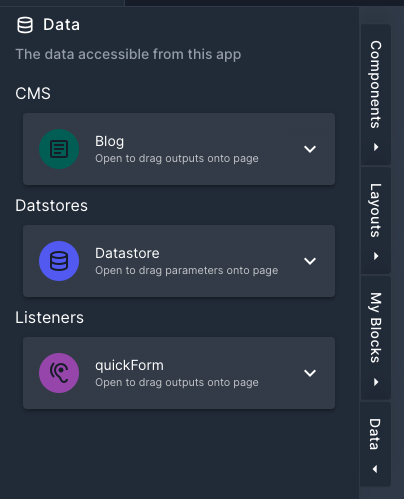 Data
The data accessible from this app
CMS
Blog
Open to drag outputs onto page
Datstores
Datastore
Open to drag parameters onto page
Listeners
quickForm
Open to drag outputs onto page
Components
Layouts
My Blocks
Data